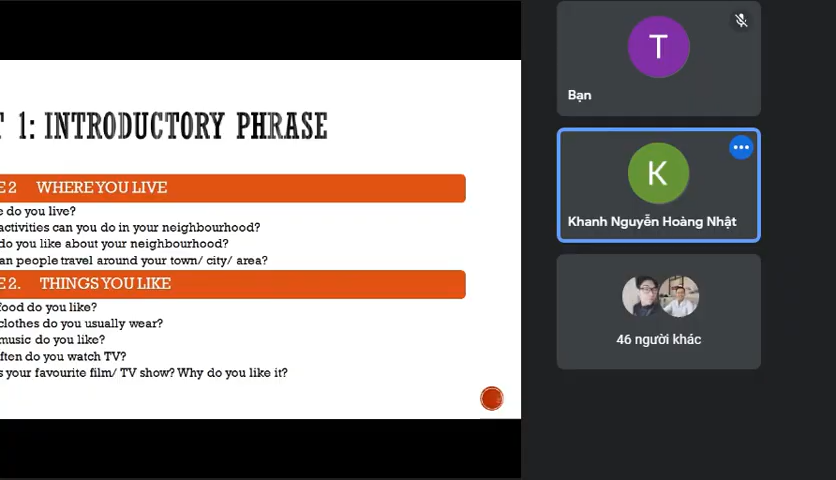 1: INTRODUCTORY PHRASE
2 WHERE YOU LIVE
do you live?
activities can you do in your neighbourhood?
do you like about your neighbourhood?
an people travel around your town/ city/ area?
2. THINGS YOU LIKE
food do you like?
clothes do you usually wear?
music do you like?
ften do you watch TV?
s your favourite film/ TV show? Why do you like it?
T
Bạn
K
Khanh Nguyễn Hoàng Nhật
46 người khác